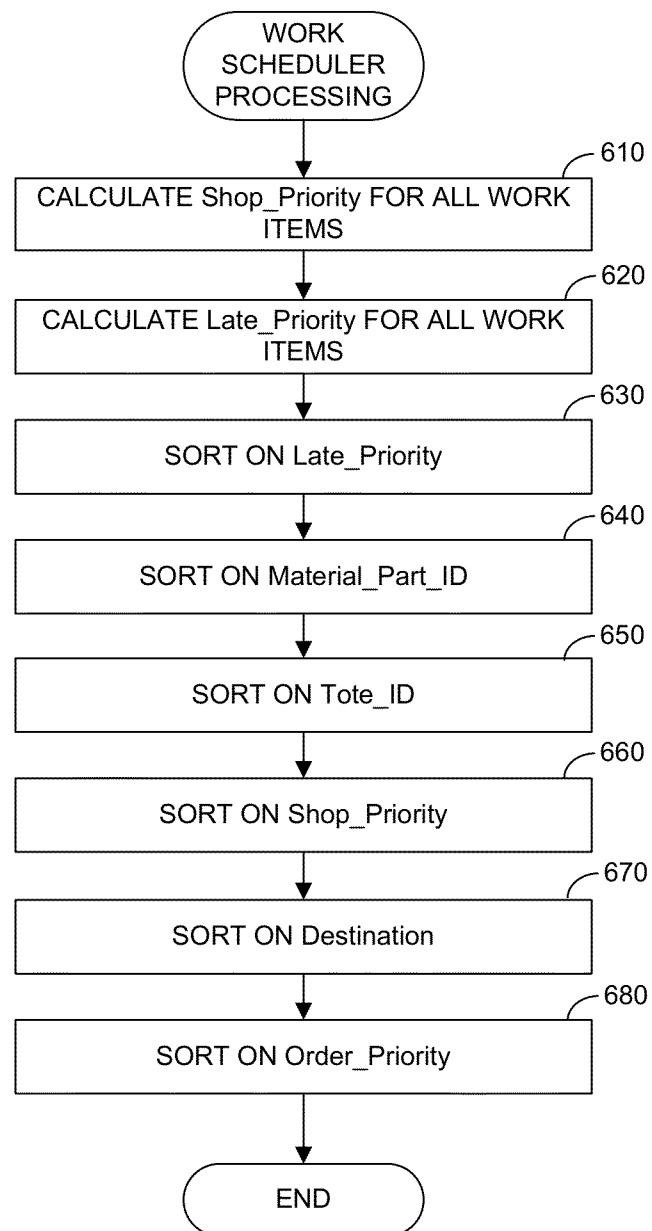 WORK
SCHEDULER
PROCESSING
610
CALCULATE Shop_Priority FOR ALL WORK
ITEMS
620
CALCULATE Late_Priority FOR ALL WORK
ITEMS
630
SORT ON Late_Priority
640
SORT ON Material_Part_ID
650
SORT ON Tote_ID
660
SORT ON Shop_Priority
670
SORT ON Destination
680
SORT ON Order_Priority
END